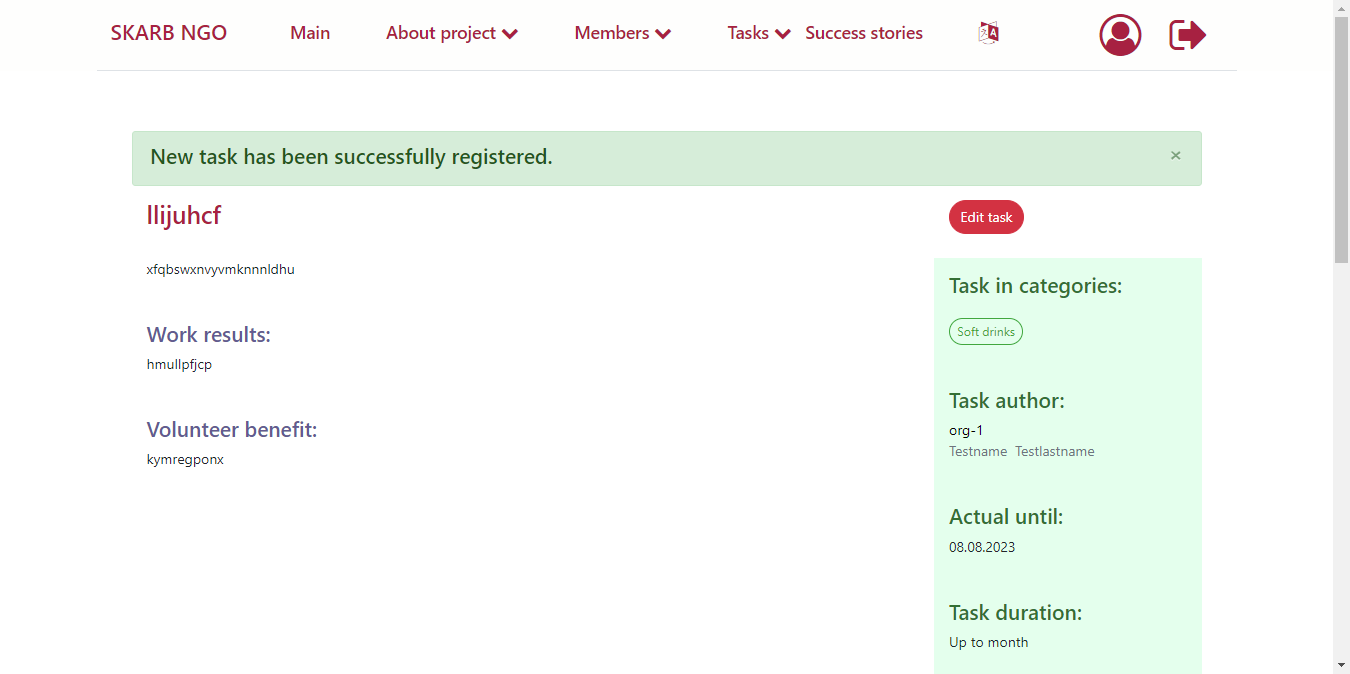 SKARB NGO Main About project Members Tasks Success stories
New task has been successfully registered. ×
llijuhcf
Edit task
xfqbswxnvyvmknnnldhu
Work results:
hmullpfjcp
Volunteer benefit:
kymregponx
Task in categories:
Soft drinks
Task author:
org-1
Testname Testlastname
Actual until:
08.08.2023
Task duration:
Up to month